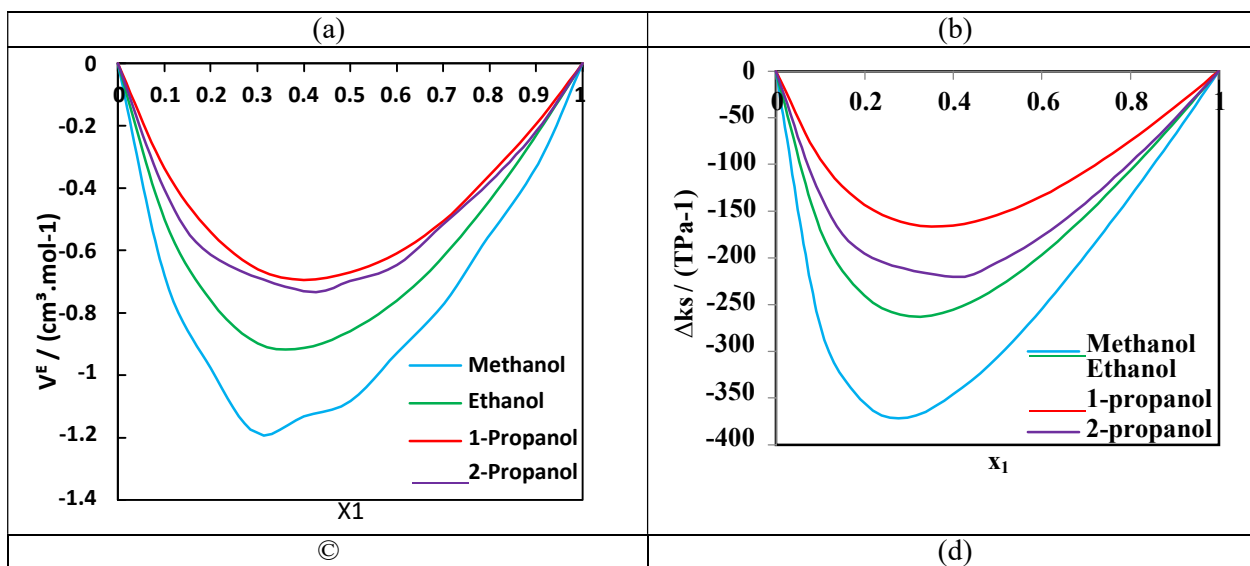 (a)
(b)
0
0 0.1 0.2 0.3 0.4 0.5 0.6 0.7 0.8 0.9 1
-0.2
-0.4
-0.6
-0.8
-1
-1.2
-1.4
Vᴱ / (cm³.mol-1)
X1
Methanol
Ethanol
1-Propanol
2-Propanol
0
0 0.2 0.4 0.6 0.8 1
-50
-100
-150
-200
-250
-300
-350
-400
Δks / (TPa-1)
x₁
Methanol
Ethanol
1-propanol
2-propanol
©
(d)